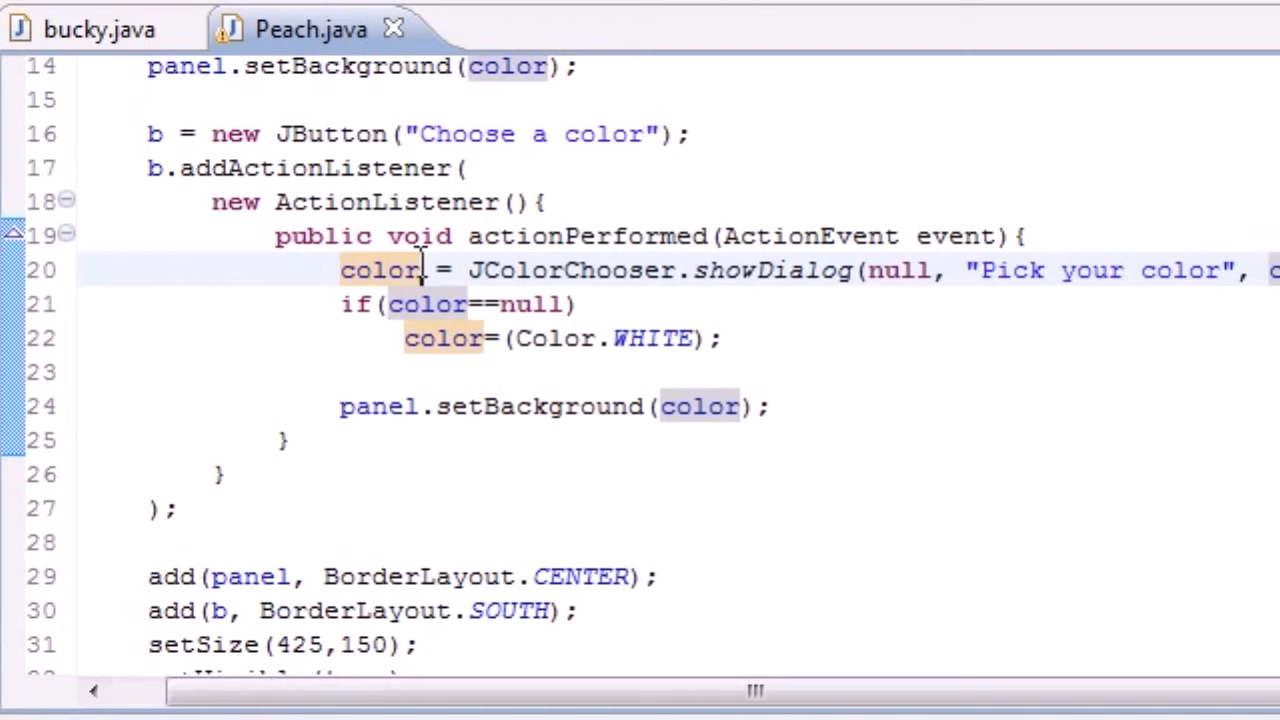 bucky.java
Peach.java
14 panel.setBackground(color);
15
16 b = new JButton("Choose a color");
17 b.addActionListener(
18 new ActionListener(){
19 public void actionPerformed(ActionEvent event){
20 color = JColorChooser.showDialog(null, "Pick your color", c
21 if(color==null)
22 color=(Color.WHITE);
23
24 panel.setBackground(color);
25 }
26 }
27 );
28
29 add(panel, BorderLayout.CENTER);
30 add(b, BorderLayout.SOUTH);
31 setSize(425,150);